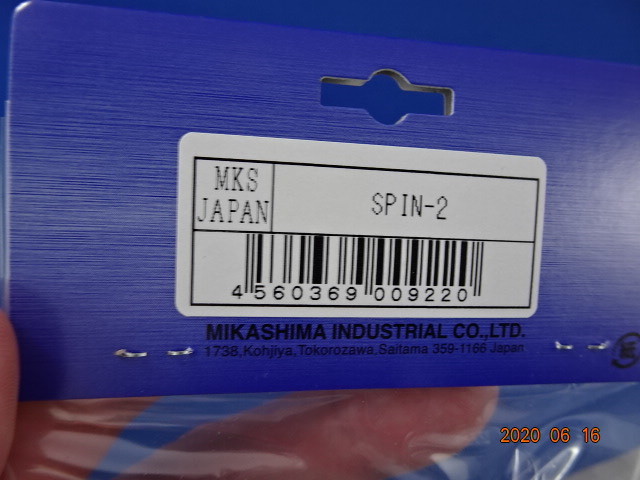 MKS
JAPAN
SPIN-2
4 560369 009220
MIKASHIMA INDUSTRIAL CO.,LTD.
1738,Kohjiya,Tokorozawa,Saitama 359-1166 Japan
2020 06 16